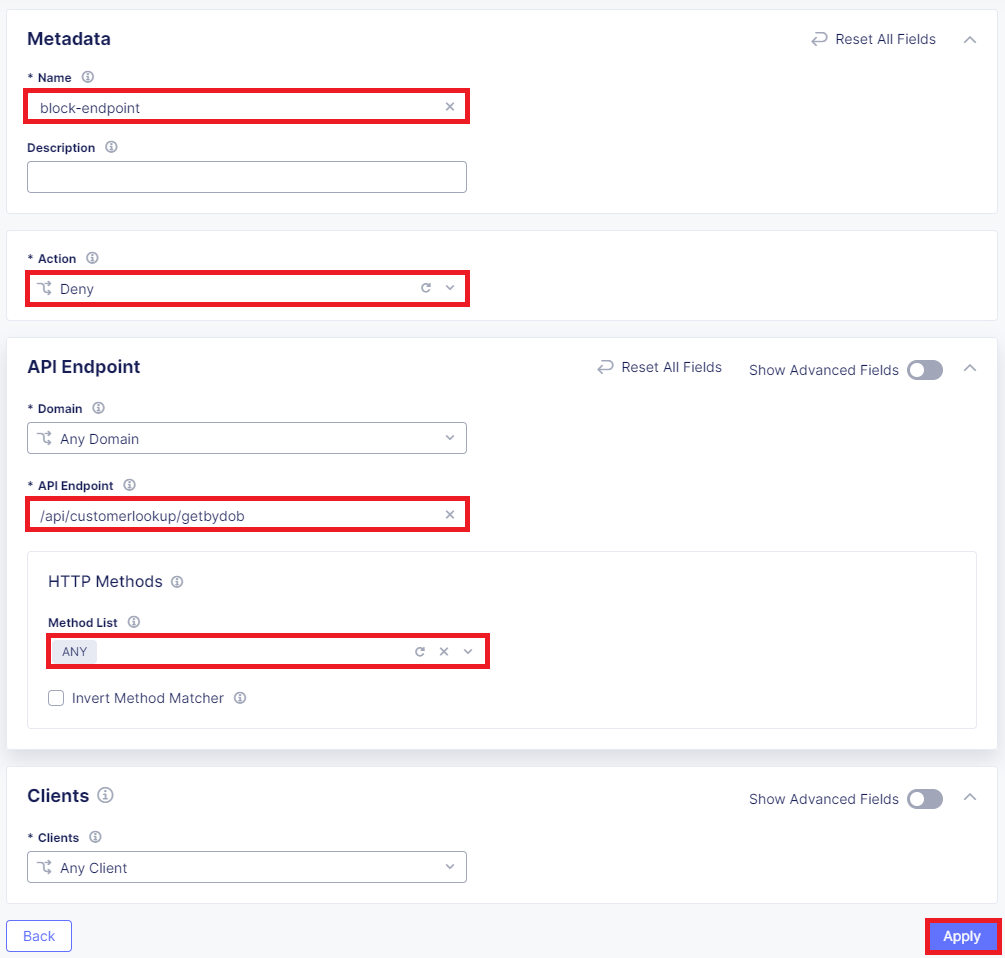 Metadata
Reset All Fields
* Name
block-endpoint
Description
* Action
Deny
API Endpoint
Reset All Fields
Show Advanced Fields
* Domain
Any Domain
* API Endpoint
/api/customerlookup/getbydob
HTTP Methods
Method List
ANY
Invert Method Matcher
Clients
Show Advanced Fields
* Clients
Any Client
Back
Apply